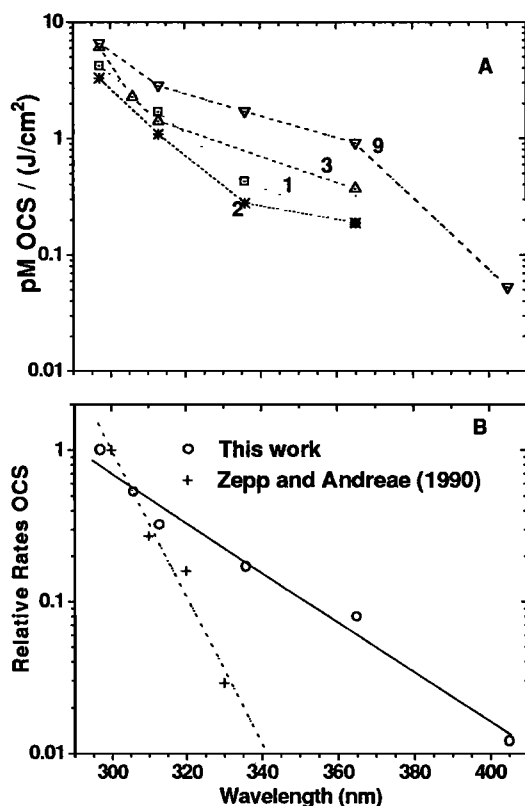 10
A
pM OCS / (J/cm²)
1
9
3
1
2
0.1
0.01
B
1
This work
Zepp and Andreae (1990)
Relative Rates OCS
0.1
0.01
300 320 340 360 380 400
Wavelength (nm)